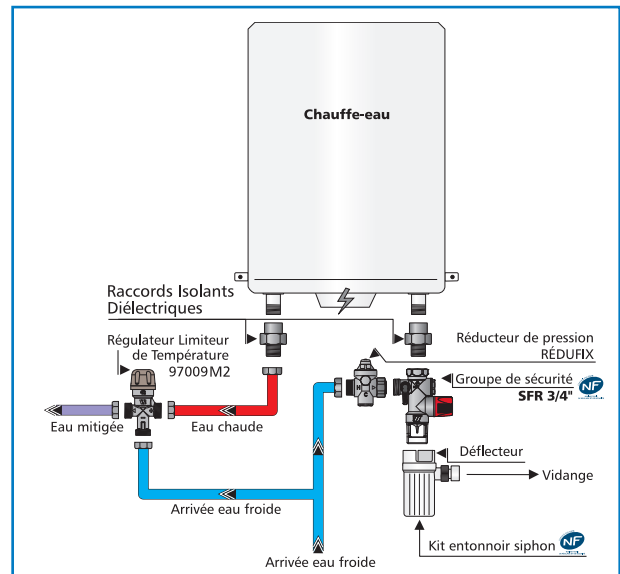 Chauffe-eau
Raccords Isolants
Diélectriques
Régulateur Limiteur
de Température
97009M2
Réducteur de pression
RÉDUFIX
Groupe de sécurité NF
SFR 3/4"
Eau mitigée
Eau chaude
Déflecteur
Vidange
Arrivée eau froide
Kit entonnoir siphon NF
Arrivée eau froide